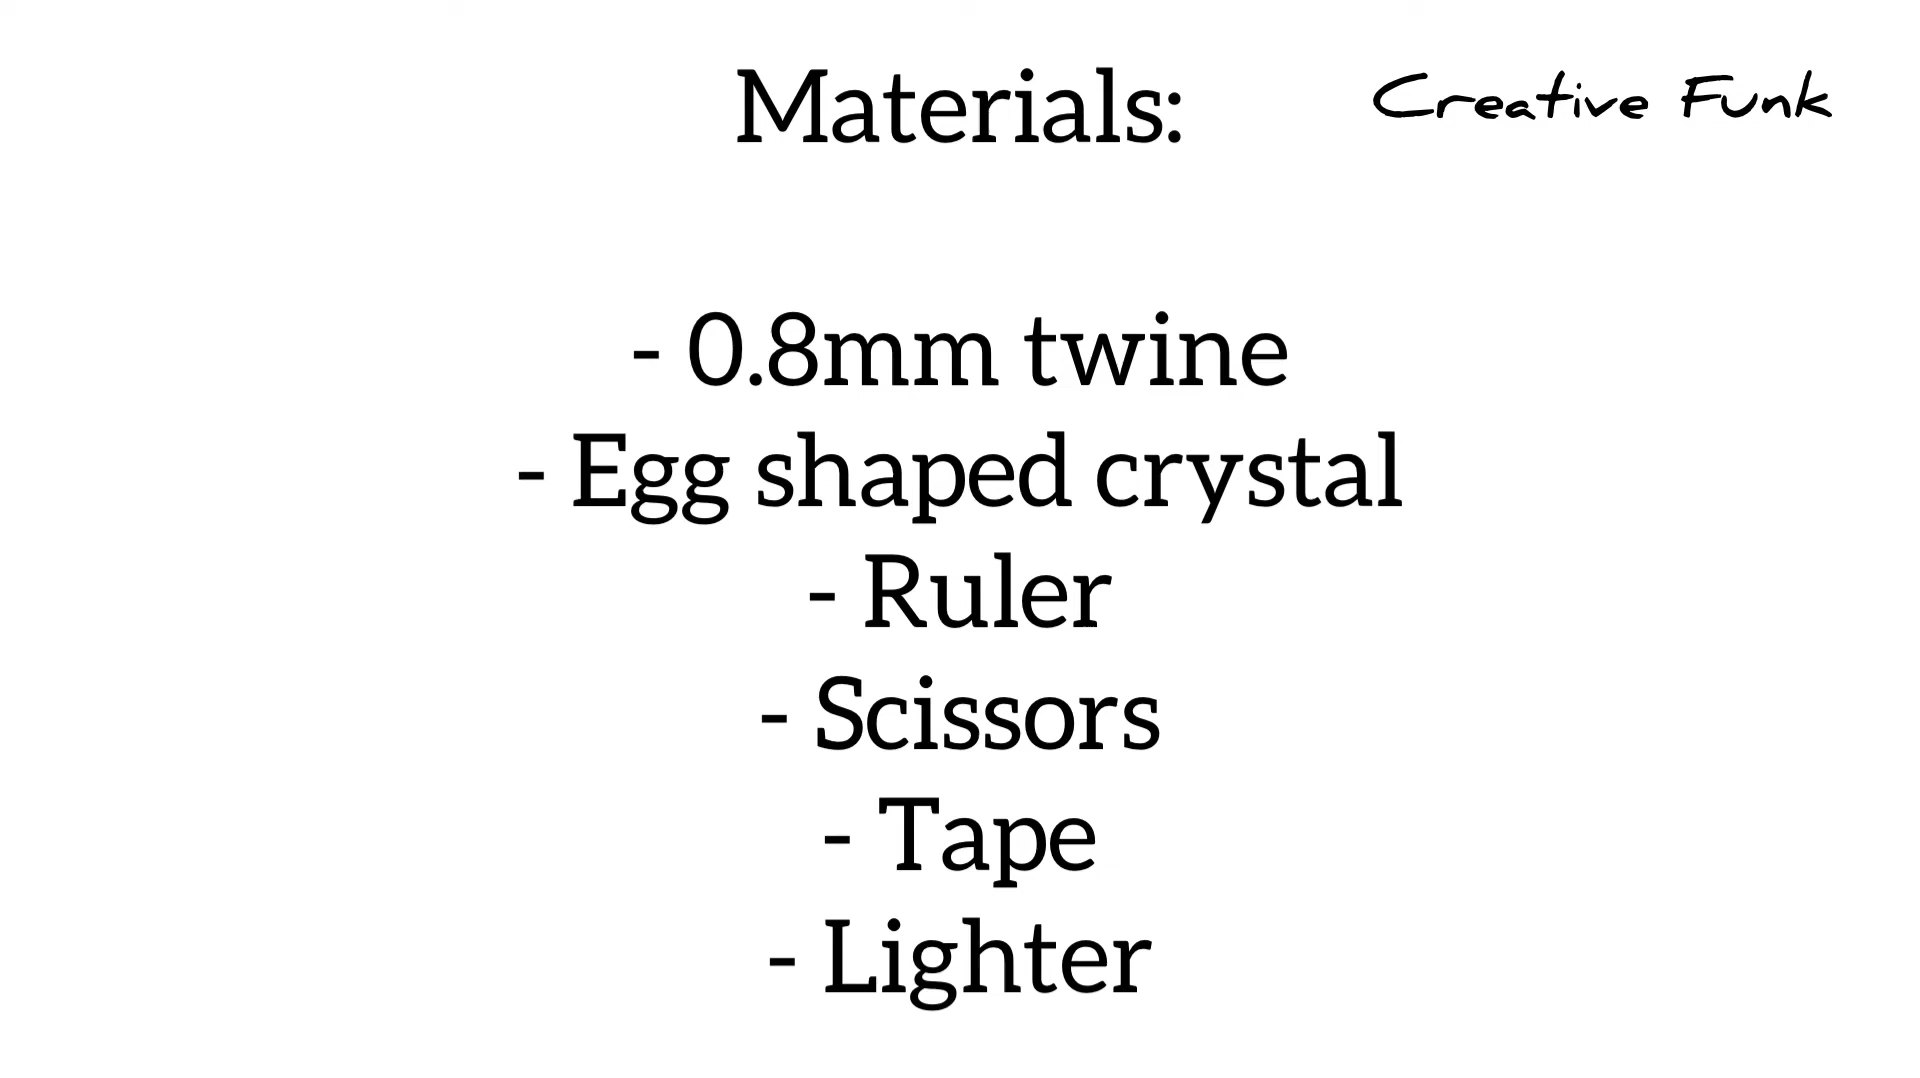 Materials:
Creative Funk
- 0.8mm twine
- Egg shaped crystal
- Ruler
- Scissors
- Tape
- Lighter